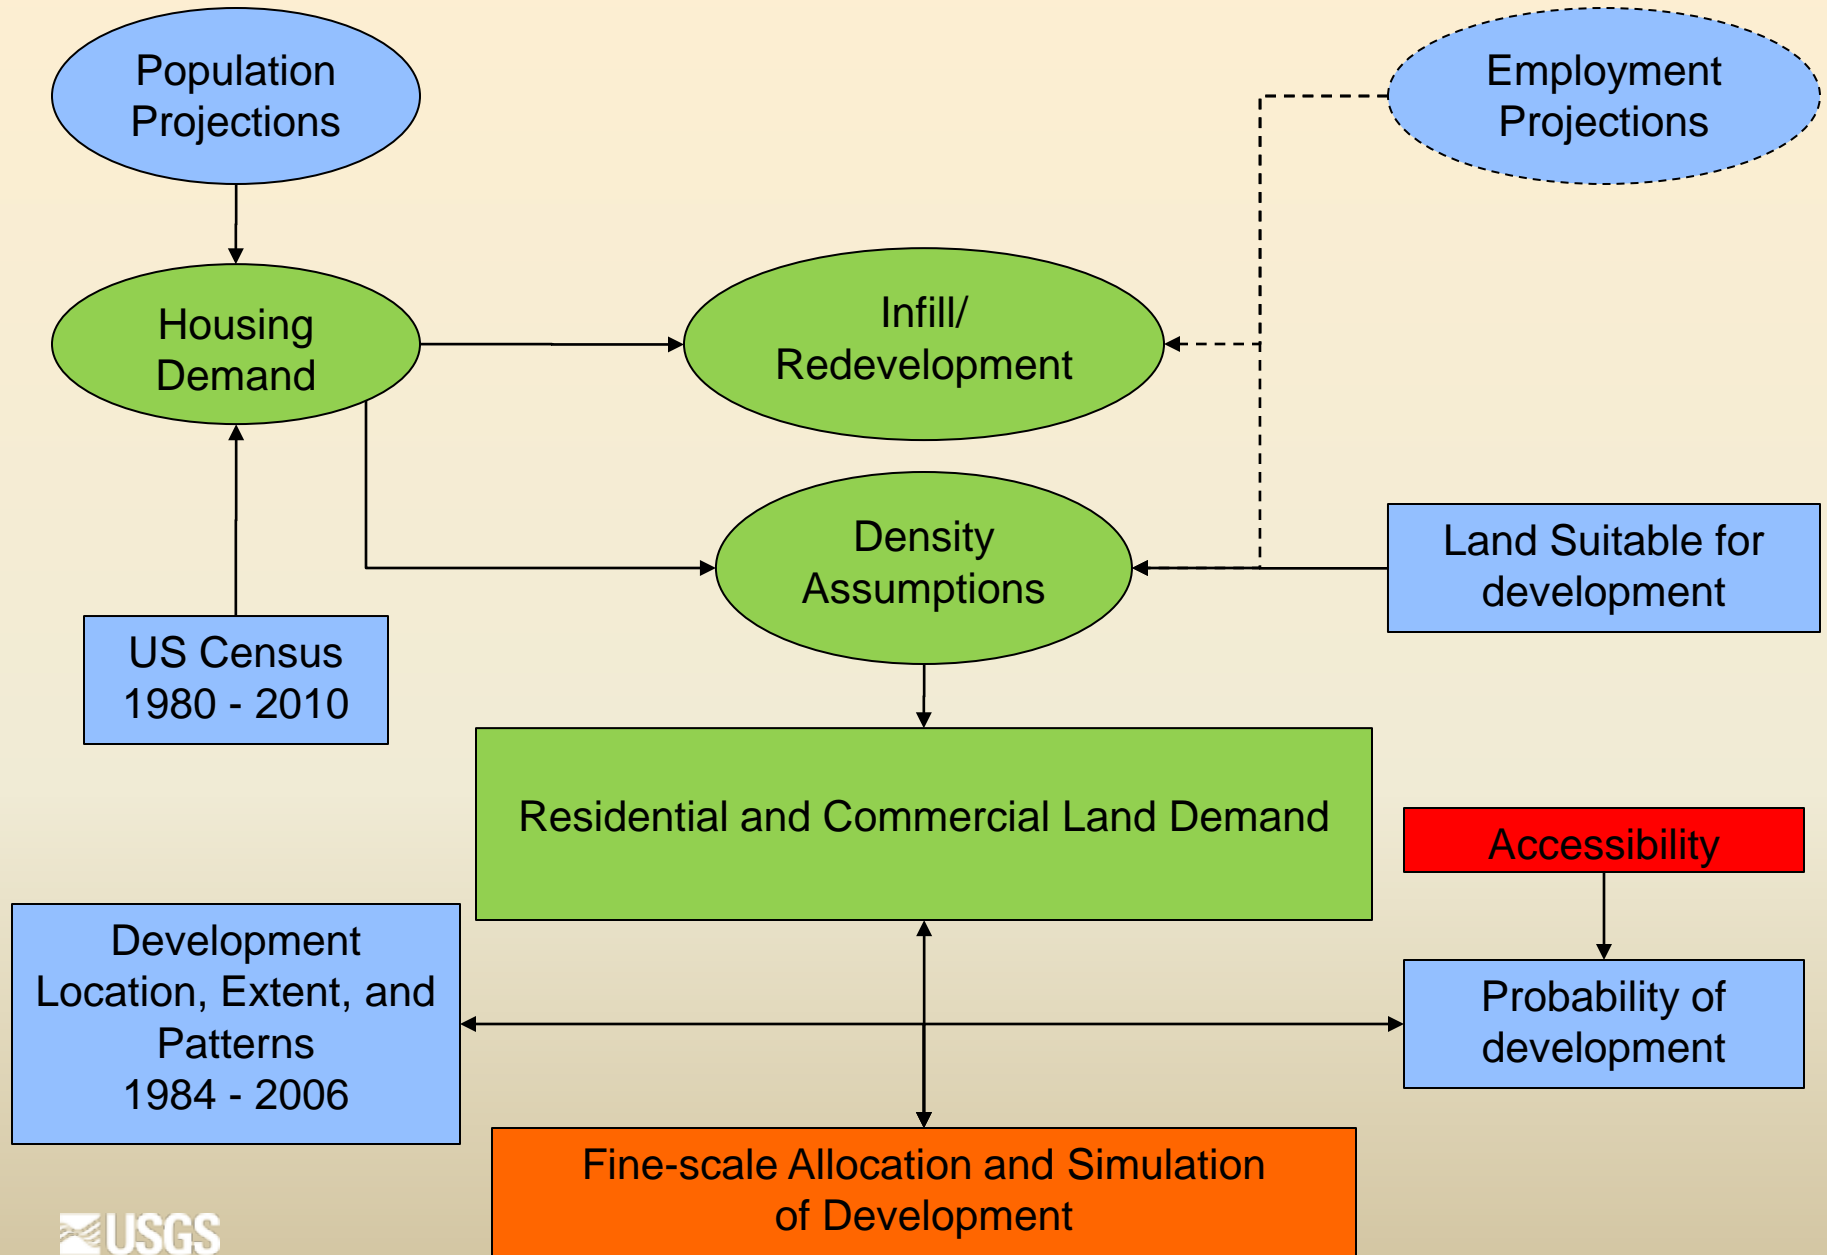 Population
Projections
Employment
Projections
Housing
Demand
Infill/
Redevelopment
Density
Assumptions
Land Suitable for
development
US Census
1980 - 2010
Residential and Commercial Land Demand
Accessibility
Development
Location, Extent, and
Patterns
1984 - 2006
Probability of
development
Fine-scale Allocation and Simulation
of Development
USGS